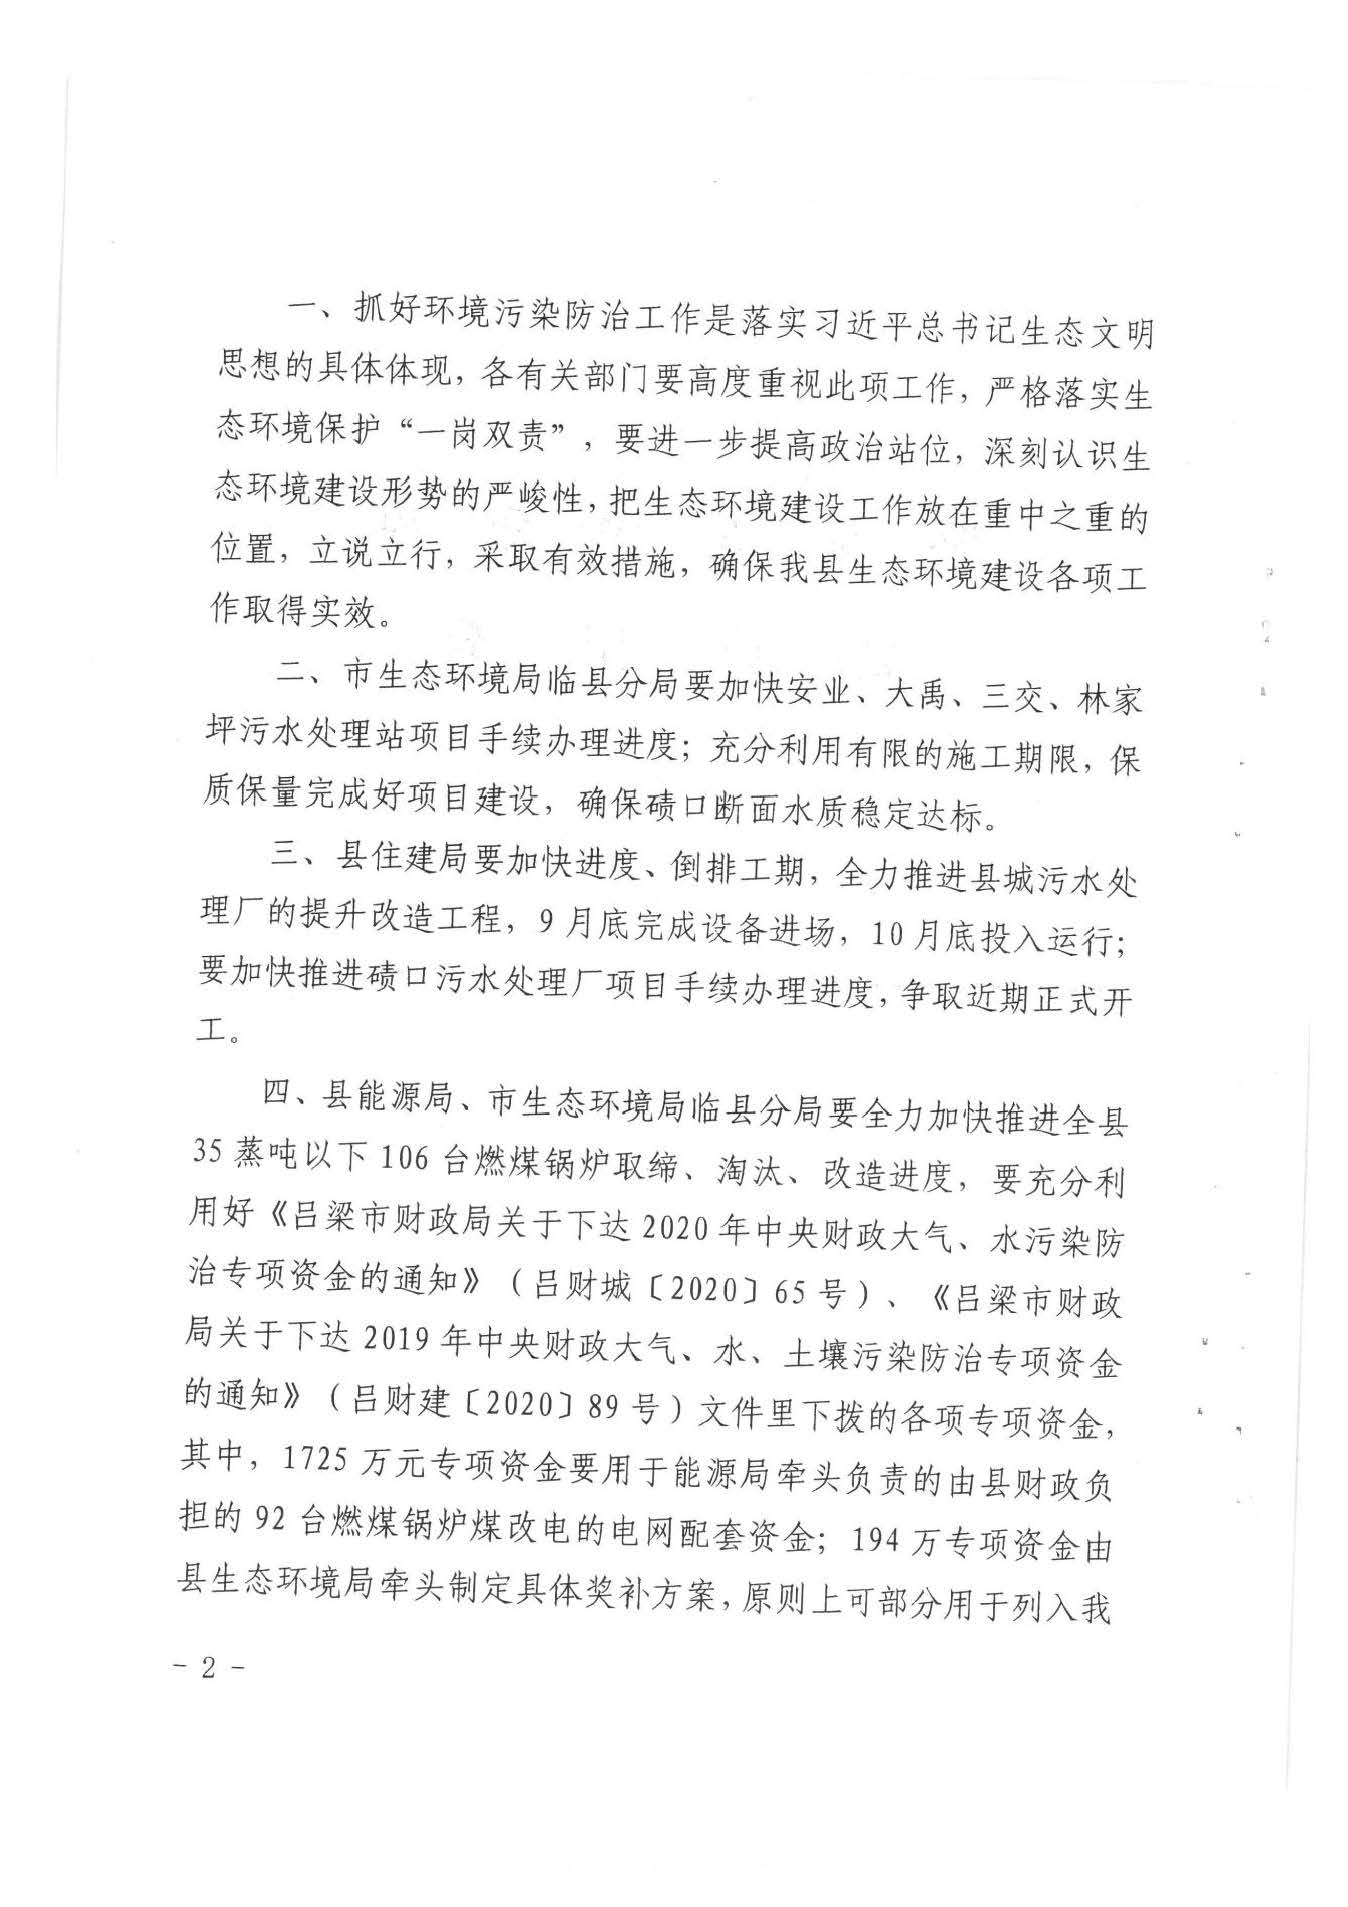 一、抓好环境污染防治工作是落实习近平总书记生态文明
思想的具体体现，各有关部门要高度重视此项工作，严格落实生
态环境保护“一岗双责”，要进一步提高政治站位，深刻认识生
态环境建设形势的严峻性，把生态环境建设工作放在重中之重的
位置，立说立行，采取有效措施，确保我县生态环境建设各项工
作取得实效。
二、市生态环境局临县分局要加快安业、大禹、三交、林家
坪污水处理站项目手续办理进度；充分利用有限的施工期限，保
质保量完成好项目建设，确保碛口断面水质稳定达标。
三、县住建局要加快进度、倒排工期，全力推进县城污水处
理厂的提升改造工程，9月底完成设备进场，10月底投入运行；
要加快推进碛口污水处理厂项目手续办理进度，争取近期正式开
工。
四、县能源局、市生态环境局临县分局要全力加快推进全县
35蒸吨以下106台燃煤锅炉取缔、淘汰、改造进度，要充分利
用好《吕梁市财政局关于下达2020年中央财政大气、水污染防
治专项资金的通知》（吕财城〔2020〕65号）、《吕梁市财政
局关于下达2019年中央财政大气、水、土壤污染防治专项资金
的通知》（吕财建〔2020〕89号）文件里下拨的各项专项资金，
其中，1725万元专项资金要用于能源局牵头负责的由县财政负
担的92台燃煤锅炉煤改电的电网配套资金；194万专项资金由
县生态环境局牵头制定具体奖补方案，原则上可部分用于列入我
- 2 -